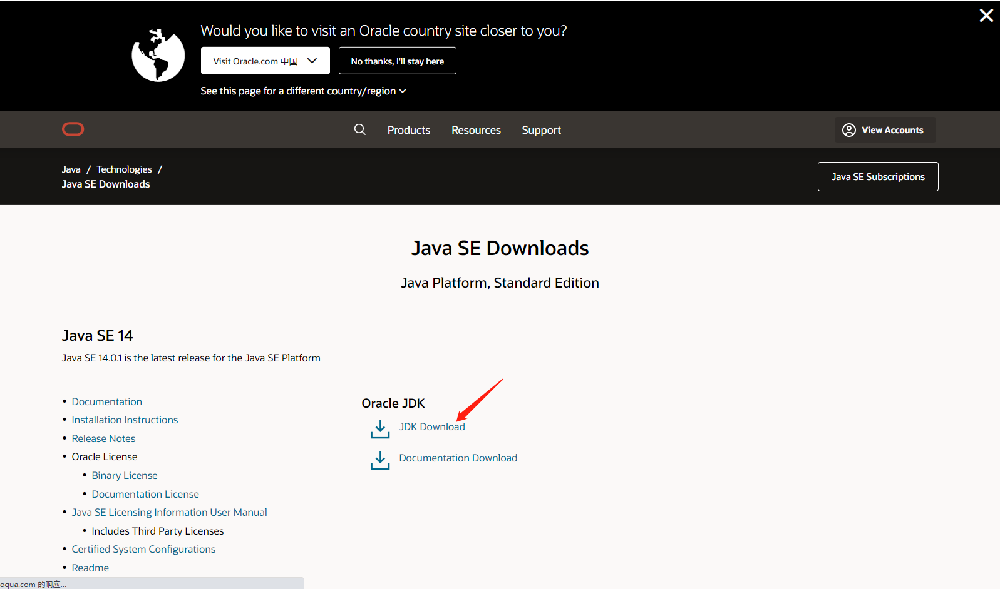 Would you like to visit an Oracle country site closer to you?
Visit Oracle.com 中国
No thanks, I'll stay here
See this page for a different country/region
Products
Resources
Support
View Accounts
Java / Technologies /
Java SE Downloads
Java SE Subscriptions
Java SE Downloads
Java Platform, Standard Edition
Java SE 14
Java SE 14.0.1 is the latest release for the Java SE Platform
Documentation
Installation Instructions
Release Notes
Oracle License
Binary License
Documentation License
Java SE Licensing Information User Manual
Includes Third Party Licenses
Certified System Configurations
Readme
Oracle JDK
JDK Download
Documentation Download
oqua.com 的响应...